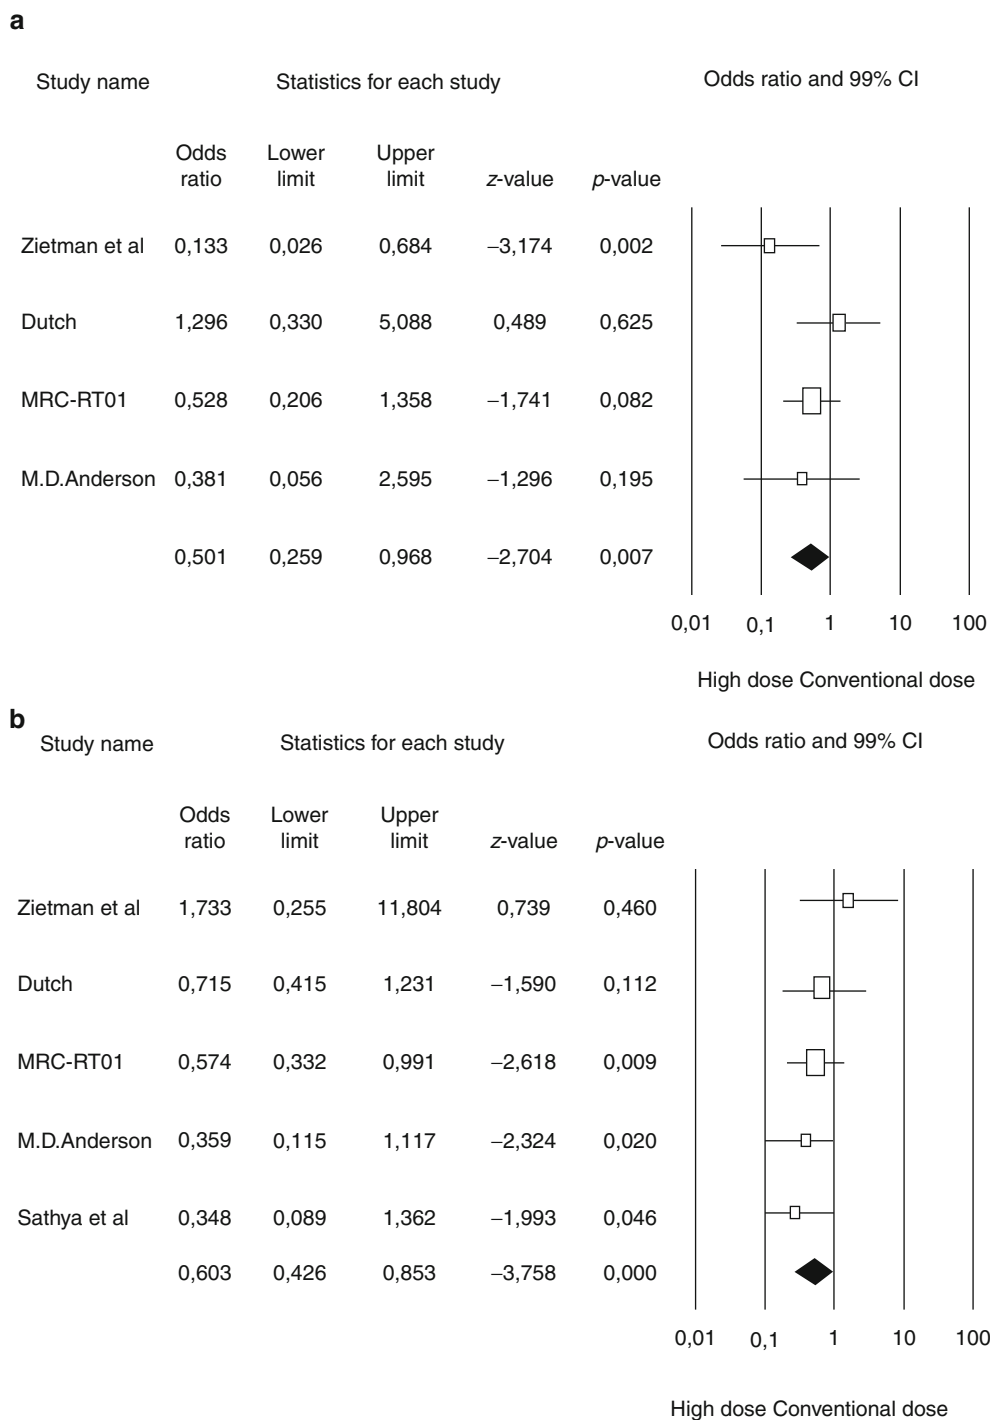 a
Study name Statistics for each study Odds ratio and 99% CI
Odds ratio Lower limit Upper limit z-value p-value
Zietman et al 0,133 0,026 0,684 −3,174 0,002
Dutch 1,296 0,330 5,088 0,489 0,625
MRC-RT01 0,528 0,206 1,358 −1,741 0,082
M.D.Anderson 0,381 0,056 2,595 −1,296 0,195
0,501 0,259 0,968 −2,704 0,007
0,01 0,1 1 10 100
High dose Conventional dose
b
Study name Statistics for each study Odds ratio and 99% CI
Odds ratio Lower limit Upper limit z-value p-value
Zietman et al 1,733 0,255 11,804 0,739 0,460
Dutch 0,715 0,415 1,231 −1,590 0,112
MRC-RT01 0,574 0,332 0,991 −2,618 0,009
M.D.Anderson 0,359 0,115 1,117 −2,324 0,020
Sathya et al 0,348 0,089 1,362 −1,993 0,046
0,603 0,426 0,853 −3,758 0,000
0,01 0,1 1 10 100
High dose Conventional dose